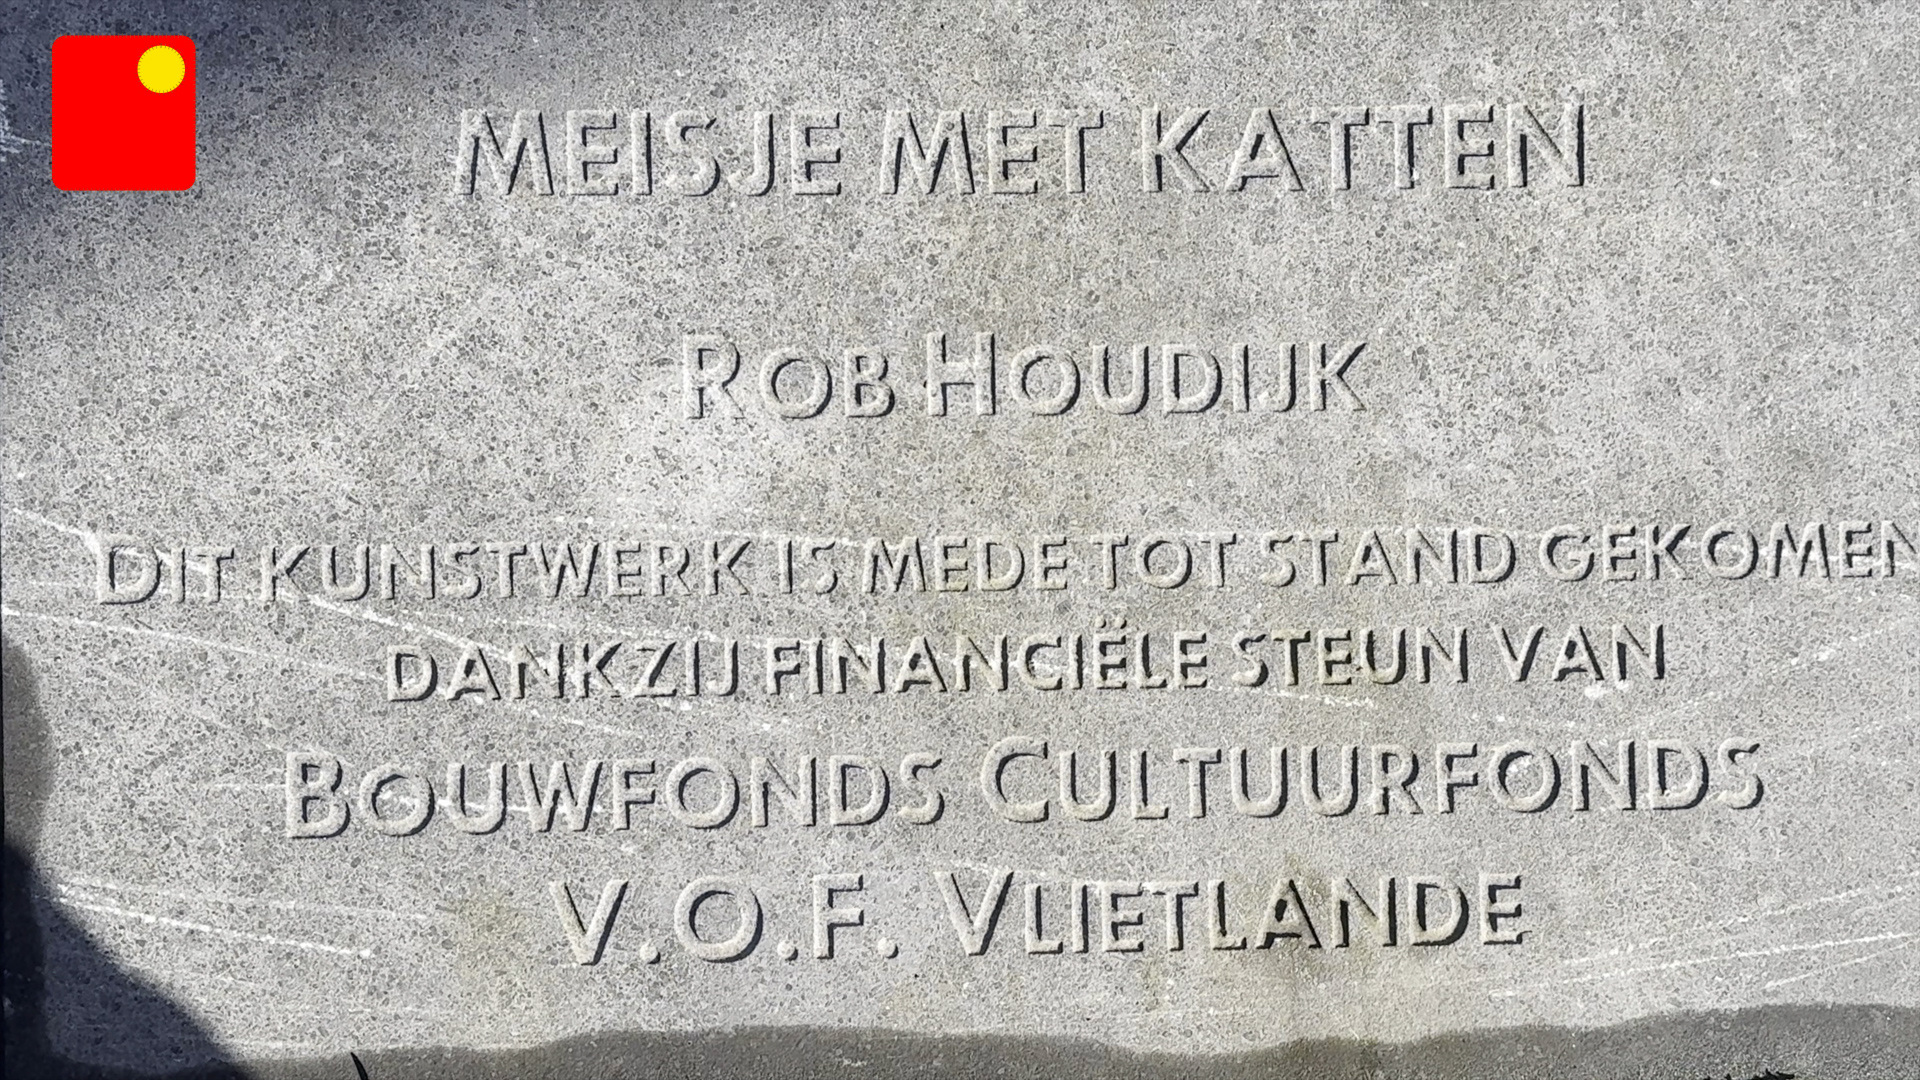 MEISJE MET KATTEN
ROB HOUDIJK
DIT KUNSTWERK IS MEDE TOT STAND GEKOMEN
DANKZIJ FINANCIËLE STEUN VAN
BOUWFONDS CULTUURFONDS
V.O.F. VLIETLANDE